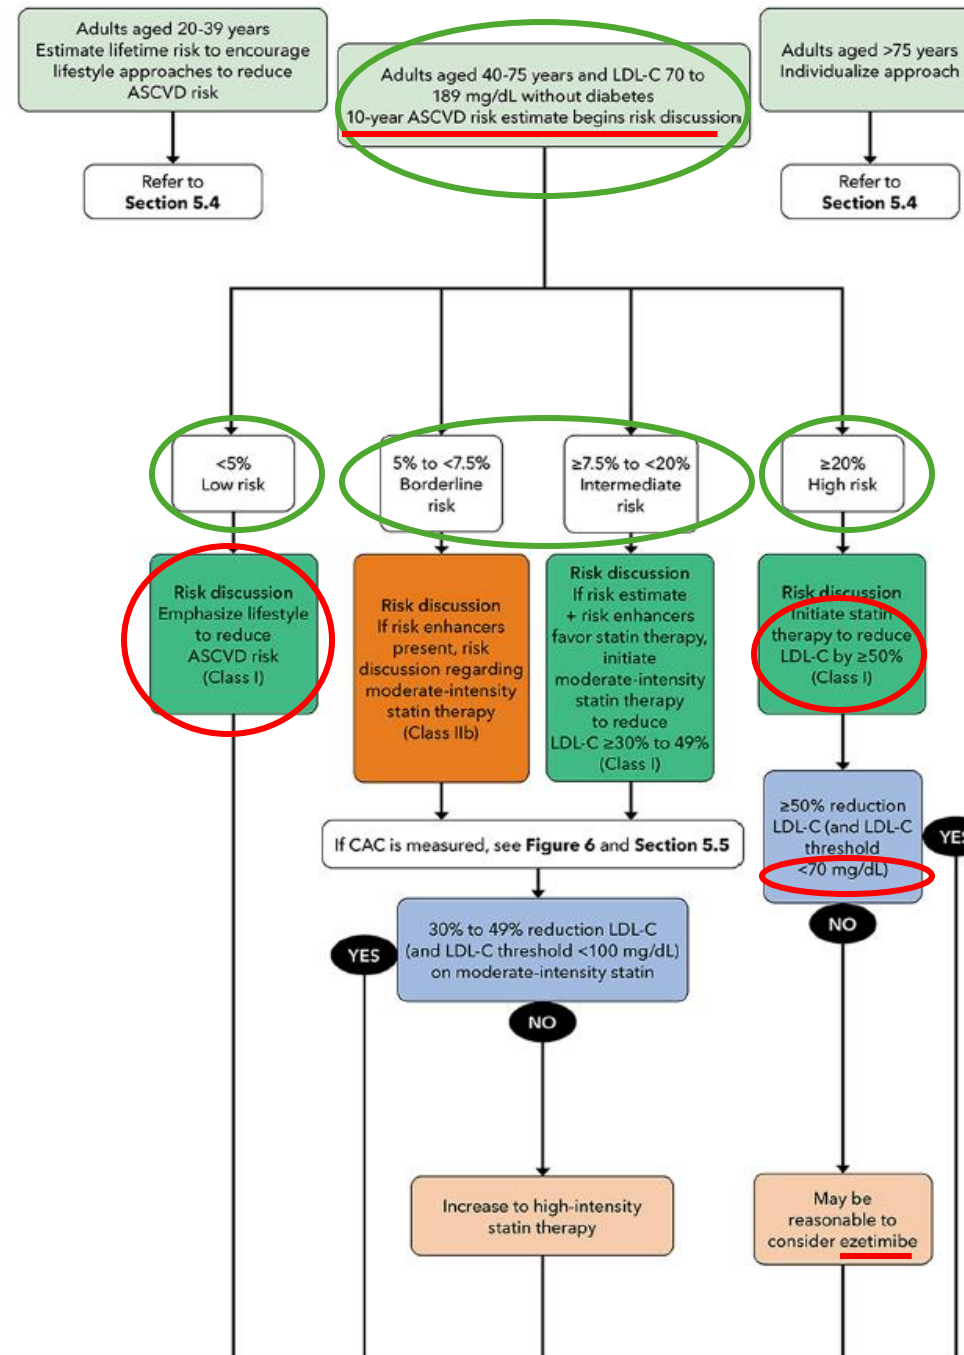 Adults aged 20-39 years
Estimate lifetime risk to encourage
lifestyle approaches to reduce
ASCVD risk
Adults aged 40-75 years and LDL-C 70 to
189 mg/dL without diabetes
10-year ASCVD risk estimate begins risk discussion
Adults aged >75 years
Individualize approach
Refer to
Section 5.4
Refer to
Section 5.4
<5%
Low risk
5% to <7.5%
Borderline
risk
≥7.5% to <20%
Intermediate
risk
≥20%
High risk
Risk discussion
Emphasize lifestyle
to reduce
ASCVD risk
(Class I)
Risk discussion
If risk enhancers
present, risk
discussion regarding
moderate-intensity
statin therapy
(Class IIb)
Risk discussion
If risk estimate
+ risk enhancers
favor statin therapy,
initiate
moderate-intensity
statin therapy
to reduce
LDL-C ≥30% to 49%
(Class I)
Risk discussion
Initiate statin
therapy to reduce
LDL-C by ≥50%
(Class I)
If CAC is measured, see Figure 6 and Section 5.5
≥50% reduction
LDL-C (and LDL-C
threshold
<70 mg/dL)
YES
NO
30% to 49% reduction LDL-C
(and LDL-C threshold <100 mg/dL)
on moderate-intensity statin
YES
NO
Increase to high-intensity
statin therapy
May be
reasonable to
consider ezetimibe